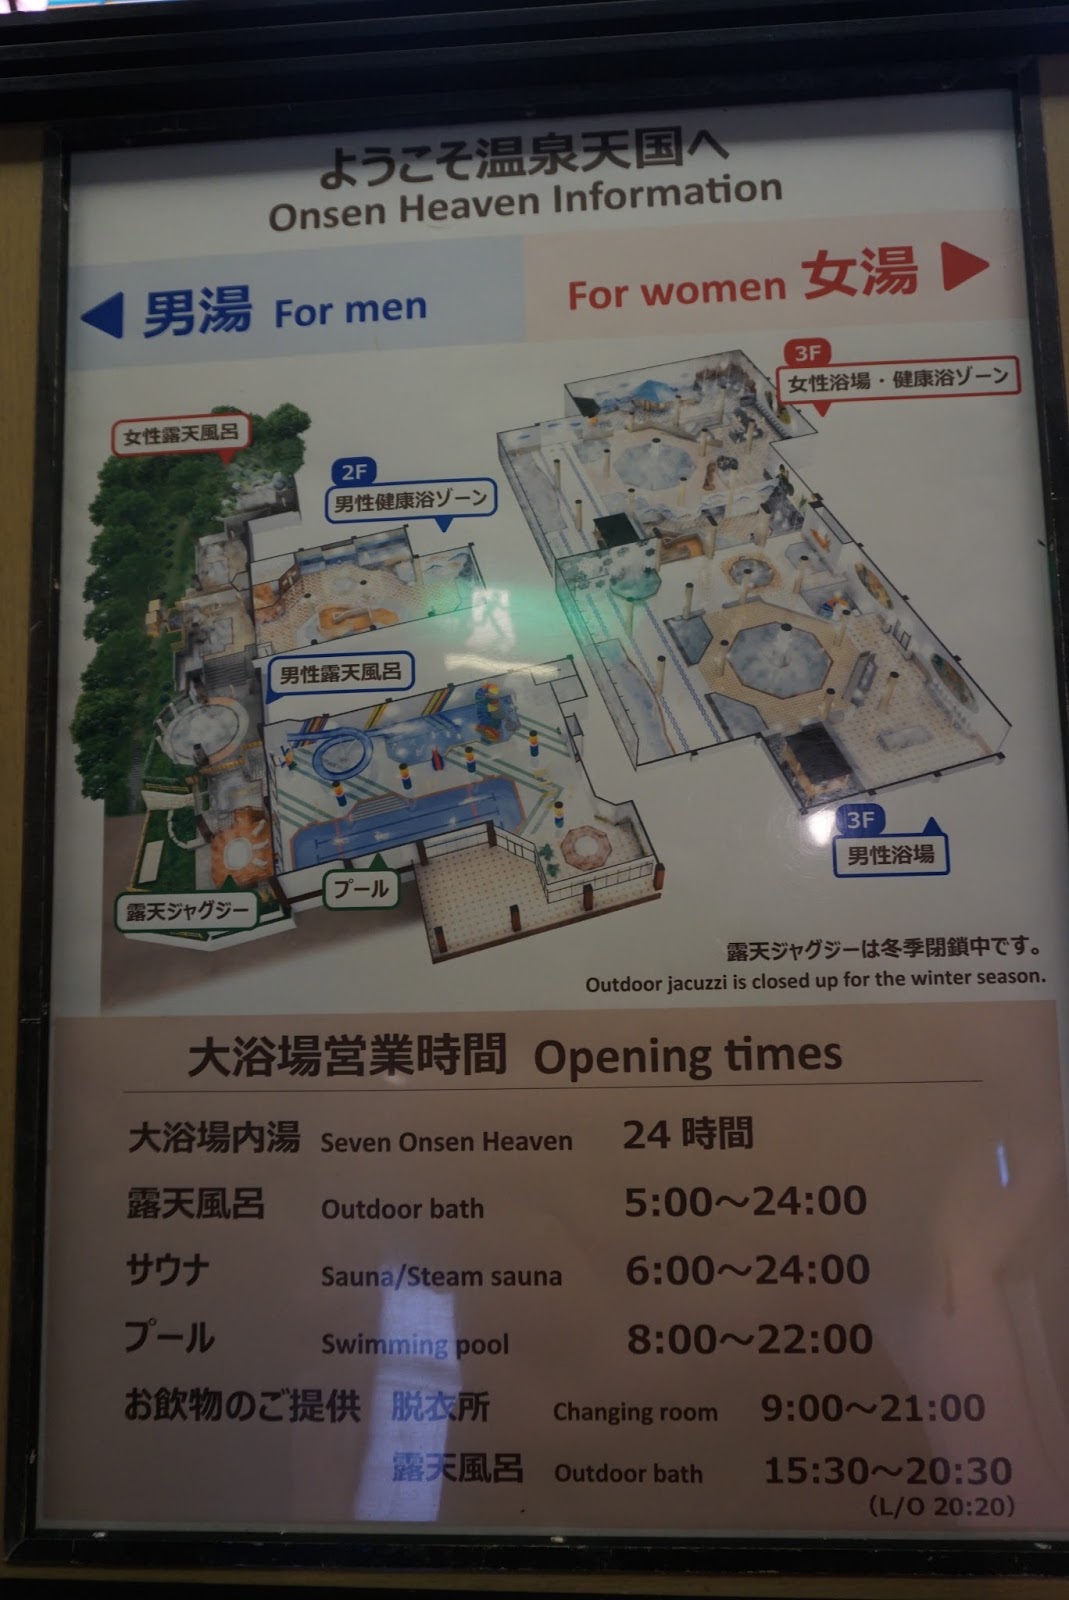 ようこそ温泉天国へ
Onsen Heaven Information
男湯 For men
For women 女湯
3F
女性浴場・健康浴ゾーン
女性露天風呂
2F
男性健康浴ゾーン
男性露天風呂
プール
露天ジャグジー
3F
男性浴場
露天ジャグジーは冬季閉鎖中です。
Outdoor jacuzzi is closed up for the winter season.
大浴場営業時間 Opening times
大浴場内湯 Seven Onsen Heaven 24 時間
露天風呂 Outdoor bath 5:00～24:00
サウナ Sauna/Steam sauna 6:00～24:00
プール Swimming pool 8:00～22:00
お飲物のご提供 脱衣所 Changing room 9:00～21:00
露天風呂 Outdoor bath 15:30～20:30
(L/O 20:20)